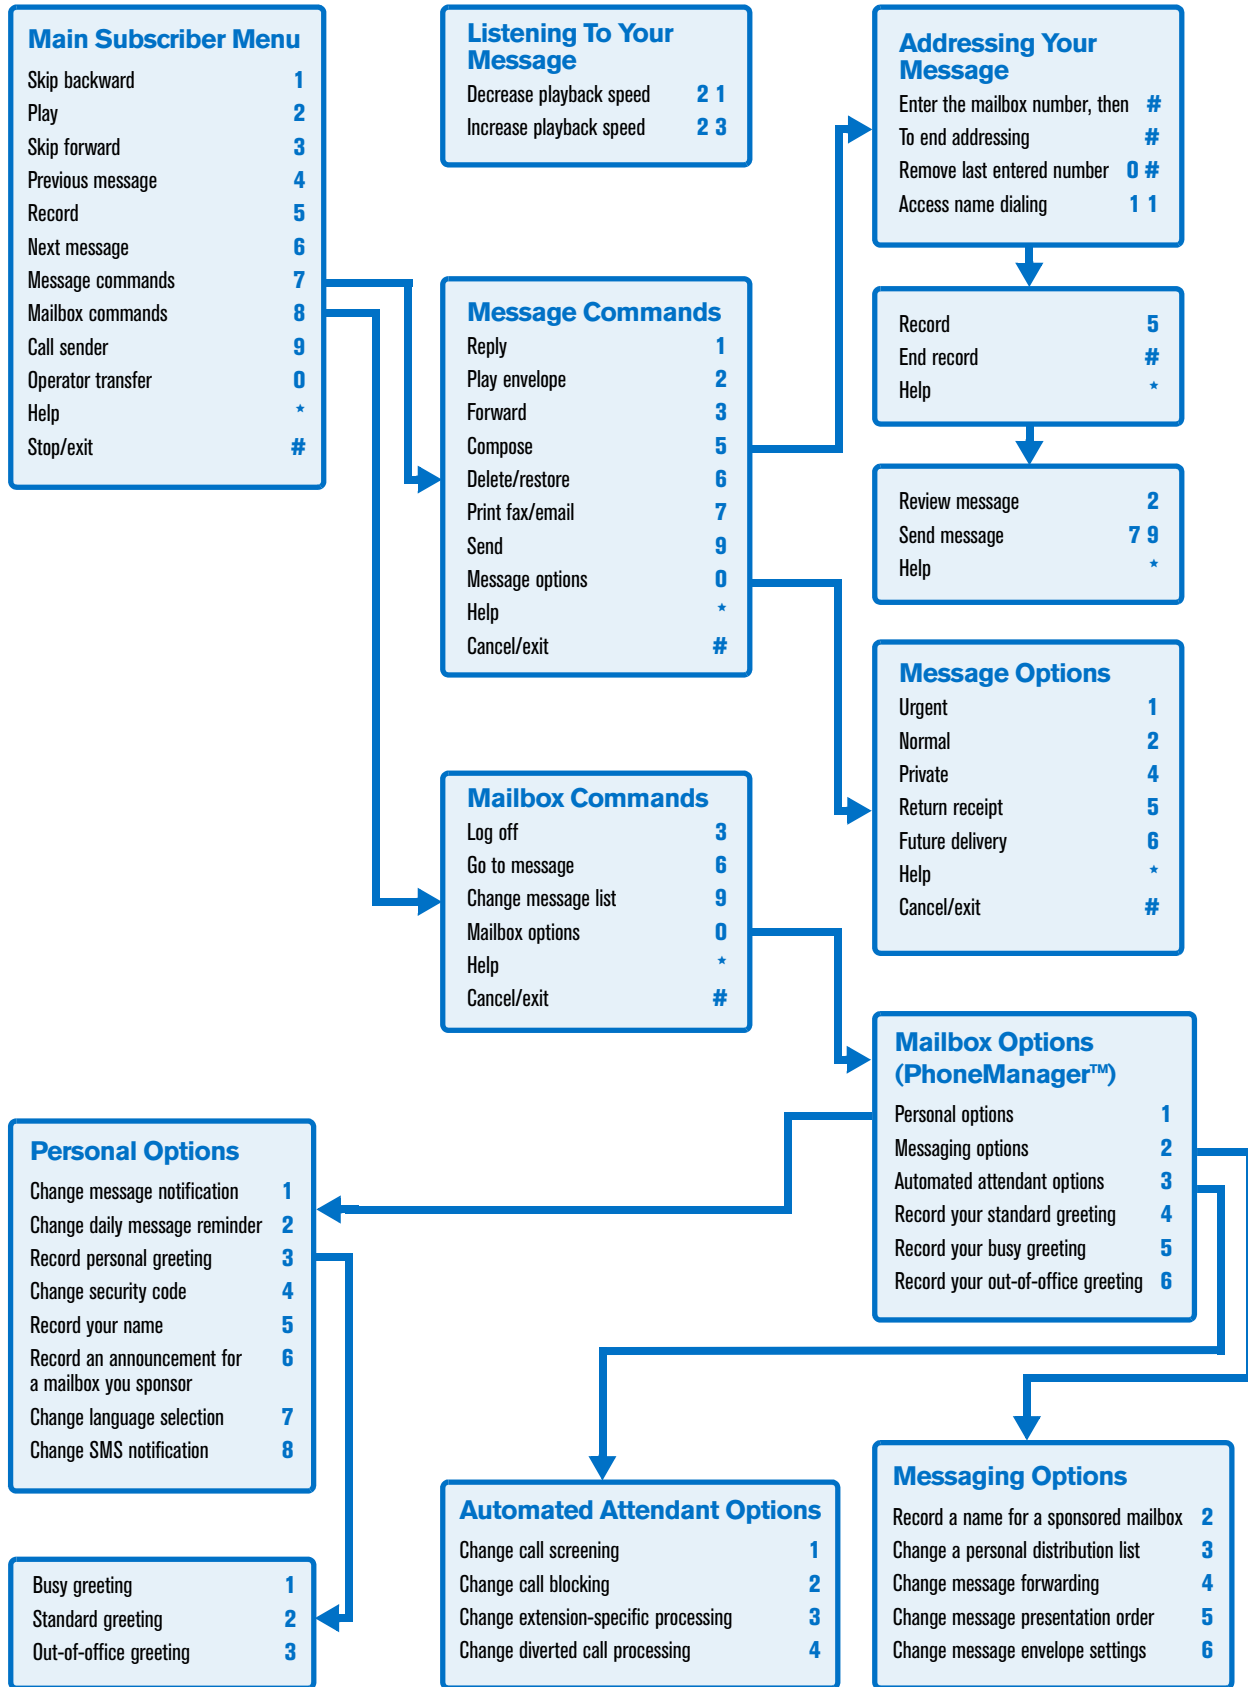 Main Subscriber Menu
Skip backward 1
Play 2
Skip forward 3
Previous message 4
Record 5
Next message 6
Message commands 7
Mailbox commands 8
Call sender 9
Operator transfer 0
Help *
Stop/exit #
Listening To Your
Message
Decrease playback speed 2 1
Increase playback speed 2 3
Addressing Your
Message
Enter the mailbox number, then #
To end addressing #
Remove last entered number 0 #
Access name dialing 1 1
Record 5
End record #
Help *
Review message 2
Send message 7 9
Help *
Message Commands
Reply 1
Play envelope 2
Forward 3
Compose 5
Delete/restore 6
Print fax/email 7
Send 9
Message options 0
Help *
Cancel/exit #
Message Options
Urgent 1
Normal 2
Private 4
Return receipt 5
Future delivery 6
Help *
Cancel/exit #
Mailbox Commands
Log off 3
Go to message 6
Change message list 9
Mailbox options 0
Help *
Cancel/exit #
Mailbox Options
(PhoneManager™)
Personal options 1
Messaging options 2
Automated attendant options 3
Record your standard greeting 4
Record your busy greeting 5
Record your out-of-office greeting 6
Personal Options
Change message notification 1
Change daily message reminder 2
Record personal greeting 3
Change security code 4
Record your name 5
Record an announcement for 6
a mailbox you sponsor
Change language selection 7
Change SMS notification 8
Busy greeting 1
Standard greeting 2
Out-of-office greeting 3
Automated Attendant Options
Change call screening 1
Change call blocking 2
Change extension-specific processing 3
Change diverted call processing 4
Messaging Options
Record a name for a sponsored mailbox 2
Change a personal distribution list 3
Change message forwarding 4
Change message presentation order 5
Change message envelope settings 6